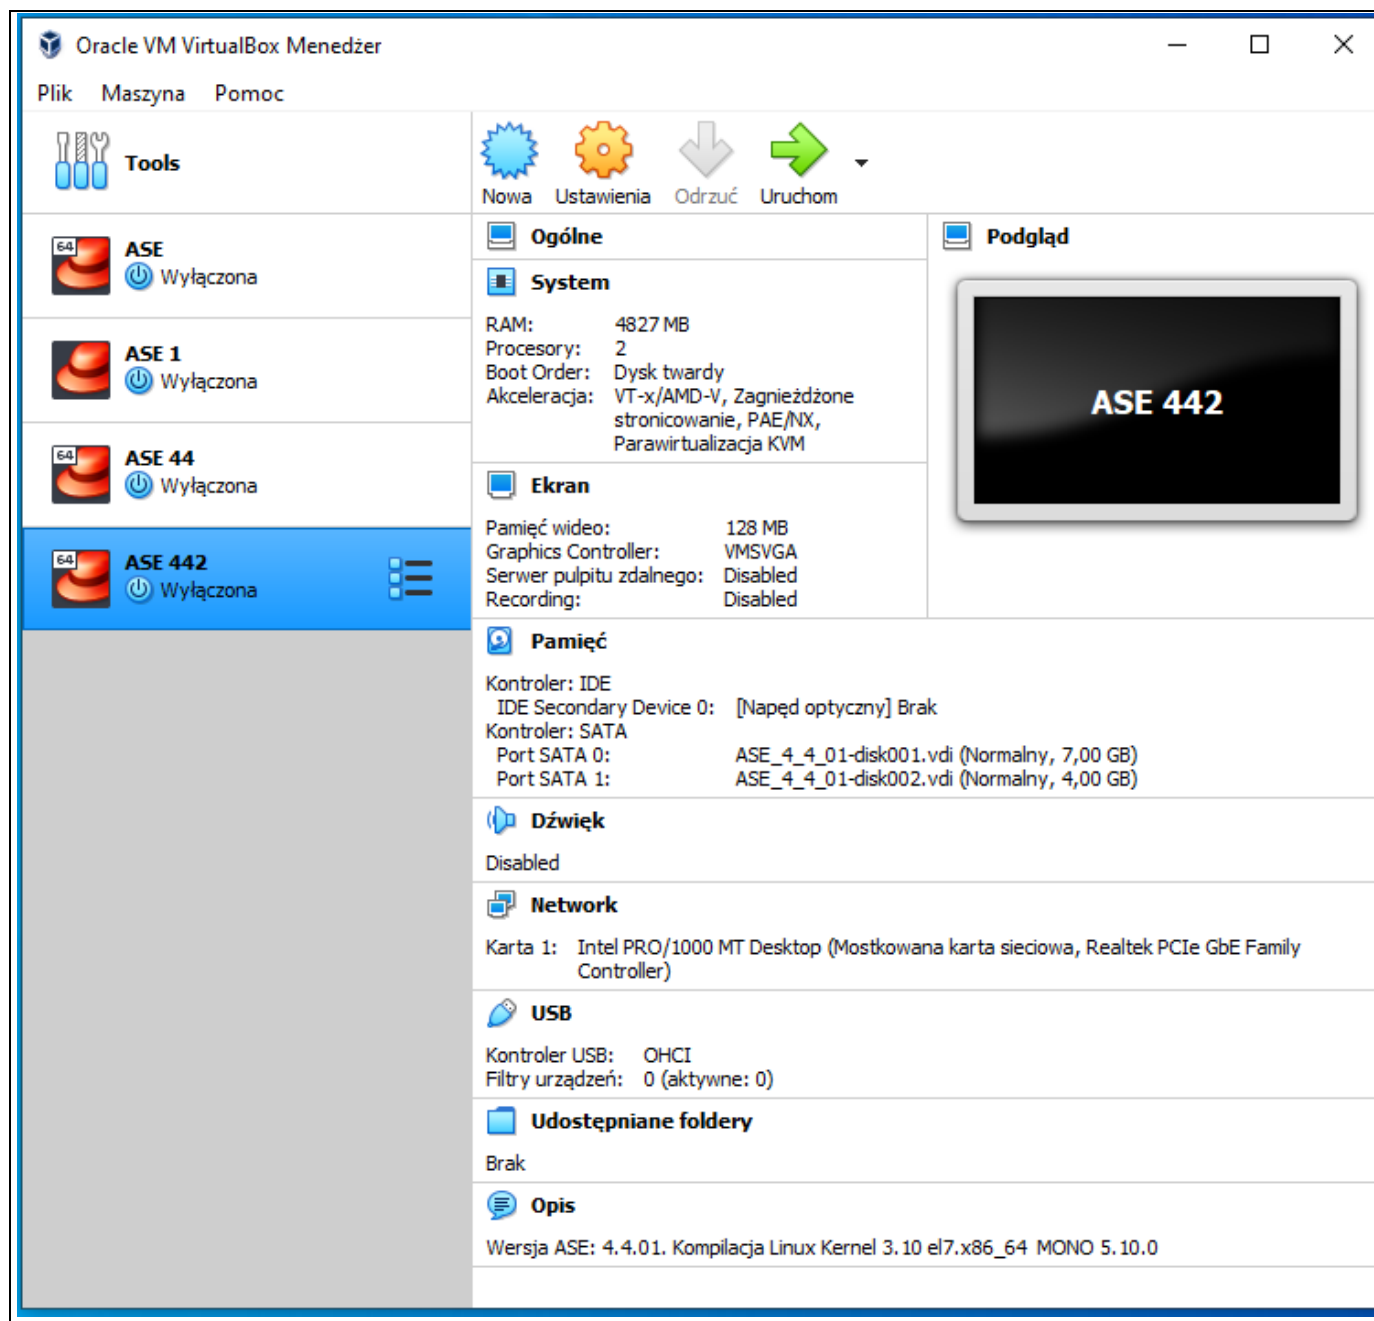 Oracle VM VirtualBox Menedżer
Plik Maszyna Pomoc
Tools
Nowa Ustawienia Odrzuć Uruchom
64
ASE
Wyłączona
ASE 1
Wyłączona
64
ASE 44
Wyłączona
64
ASE 442
Wyłączona
Ogólne
System
RAM: 4827 MB
Procesory: 2
Boot Order: Dysk twardy
Akceleracja: VT-x/AMD-V, Zagnieżdżone
stronicowanie, PAE/NX,
Parawirtualizacja KVM
Ekran
Pamięć wideo: 128 MB
Graphics Controller: VMSVGA
Serwer pulpitu zdalnego: Disabled
Recording: Disabled
Podgląd
ASE 442
Pamięć
Kontroler: IDE
IDE Secondary Device 0: [Napęd optyczny] Brak
Kontroler: SATA
Port SATA 0: ASE_4_4_01-disk001.vdi (Normalny, 7,00 GB)
Port SATA 1: ASE_4_4_01-disk002.vdi (Normalny, 4,00 GB)
Dźwięk
Disabled
Network
Karta 1: Intel PRO/1000 MT Desktop (Mostkowana karta sieciowa, Realtek PCIe GbE Family
Controller)
USB
Kontroler USB: OHCI
Filtry urządzeń: 0 (aktywne: 0)
Udostępniane foldery
Brak
Opis
Wersja ASE: 4.4.01. Kompilacja Linux Kernel 3.10 el7.x86_64 MONO 5.10.0